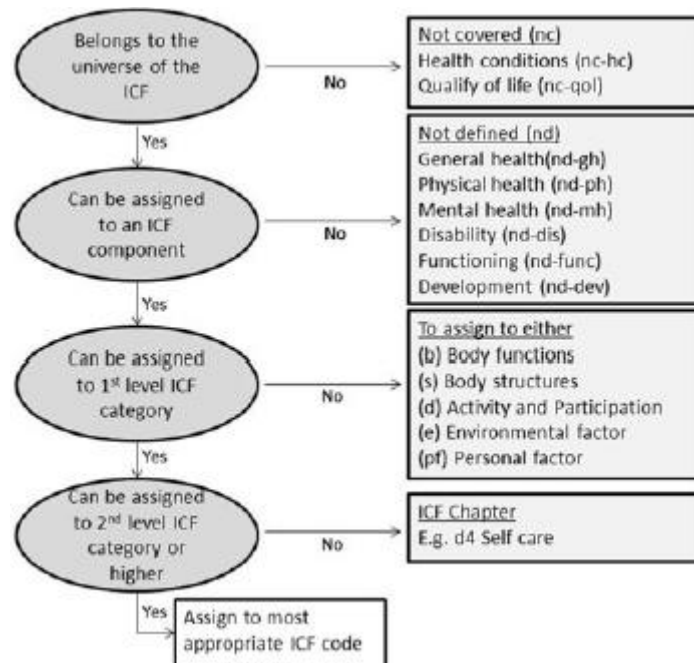 Belongs to the
universe of the
ICF
No
Not covered (nc)
Health conditions (nc-hc)
Qualify of life (nc-qol)
Yes
Can be assigned
to an ICF
component
No
Not defined (nd)
General health(nd-gh)
Physical health (nd-ph)
Mental health (nd-mh)
Disability (nd-dis)
Functioning (nd-func)
Development (nd-dev)
Yes
Can be assigned
to 1st level ICF
category
No
To assign to either
(b) Body functions
(s) Body structures
(d) Activity and Participation
(e) Environmental factor
(pf) Personal factor
Yes
Can be assigned
to 2nd level ICF
category or
higher
No
ICF Chapter
E.g. d4 Self care
Yes
Assign to most
appropriate ICF code